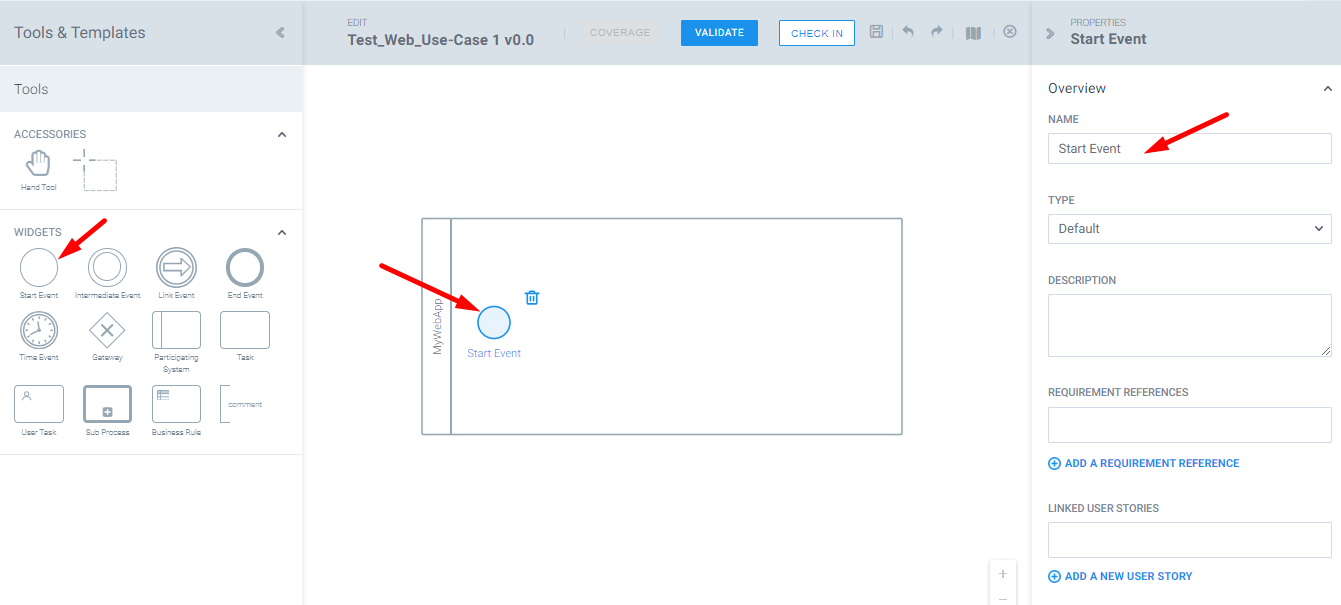 Tools & Templates
EDIT
Test_Web_Use-Case 1 v0.0
COVERAGE
VALIDATE
CHECK IN
PROPERTIES
Start Event
Tools
ACCESSORIES
Hand Tool
WIDGETS
Start Event
Intermediate Event
Link Event
End Event
Time Event
Gateway
Participating
System
Task
User Task
Sub Process
Business Rule
comment
MyWebApp
Start Event
Overview
NAME
Start Event
TYPE
Default
DESCRIPTION
REQUIREMENT REFERENCES
ADD A REQUIREMENT REFERENCE
LINKED USER STORIES
ADD A NEW USER STORY